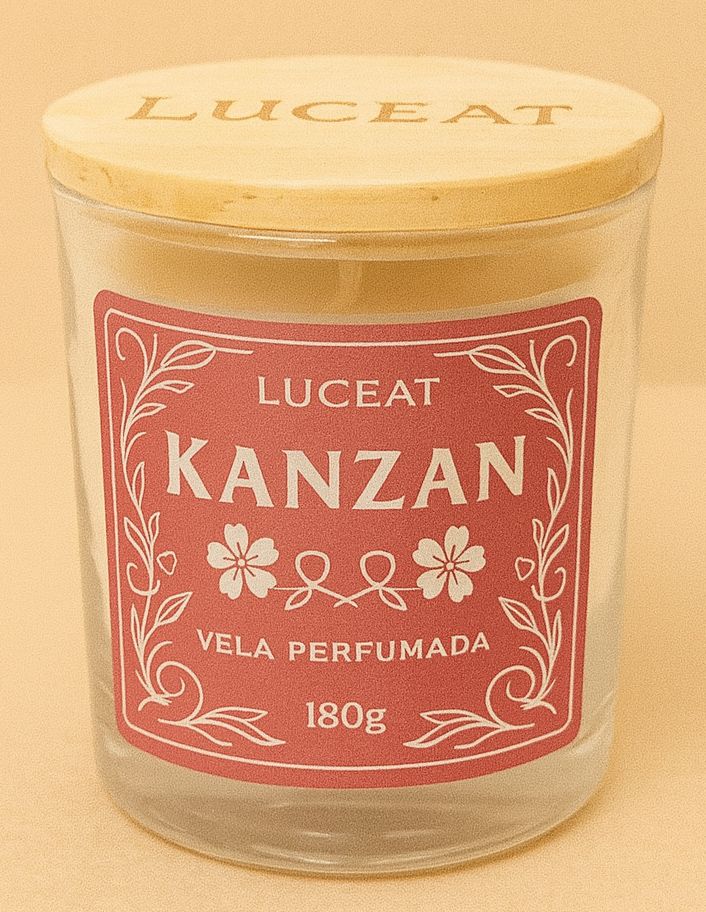 LUCEAT
LUCEAT
KANZAN
VELA PERFUMADA
180g